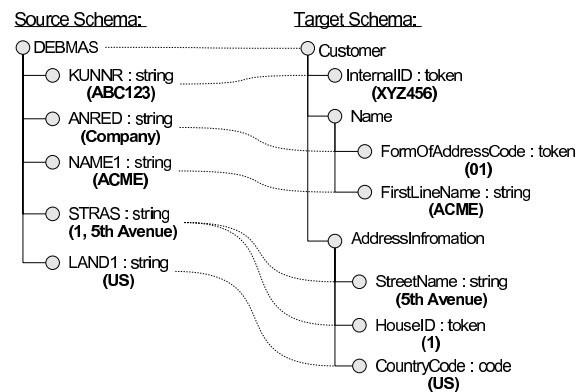 Source Schema:
DEBMAS
KUNNR : string
(ABC123)
ANRED : string
(Company)
NAME1 : string
(ACME)
STRAS : string
(1, 5th Avenue)
LAND1 : string
(US)
Target Schema:
Customer
InternalID : token
(XYZ456)
Name
FormOfAddressCode : token
(01)
FirstLineName : string
(ACME)
AddressInfromation
StreetName : string
(5th Avenue)
HouseID : token
(1)
CountryCode : code
(US)